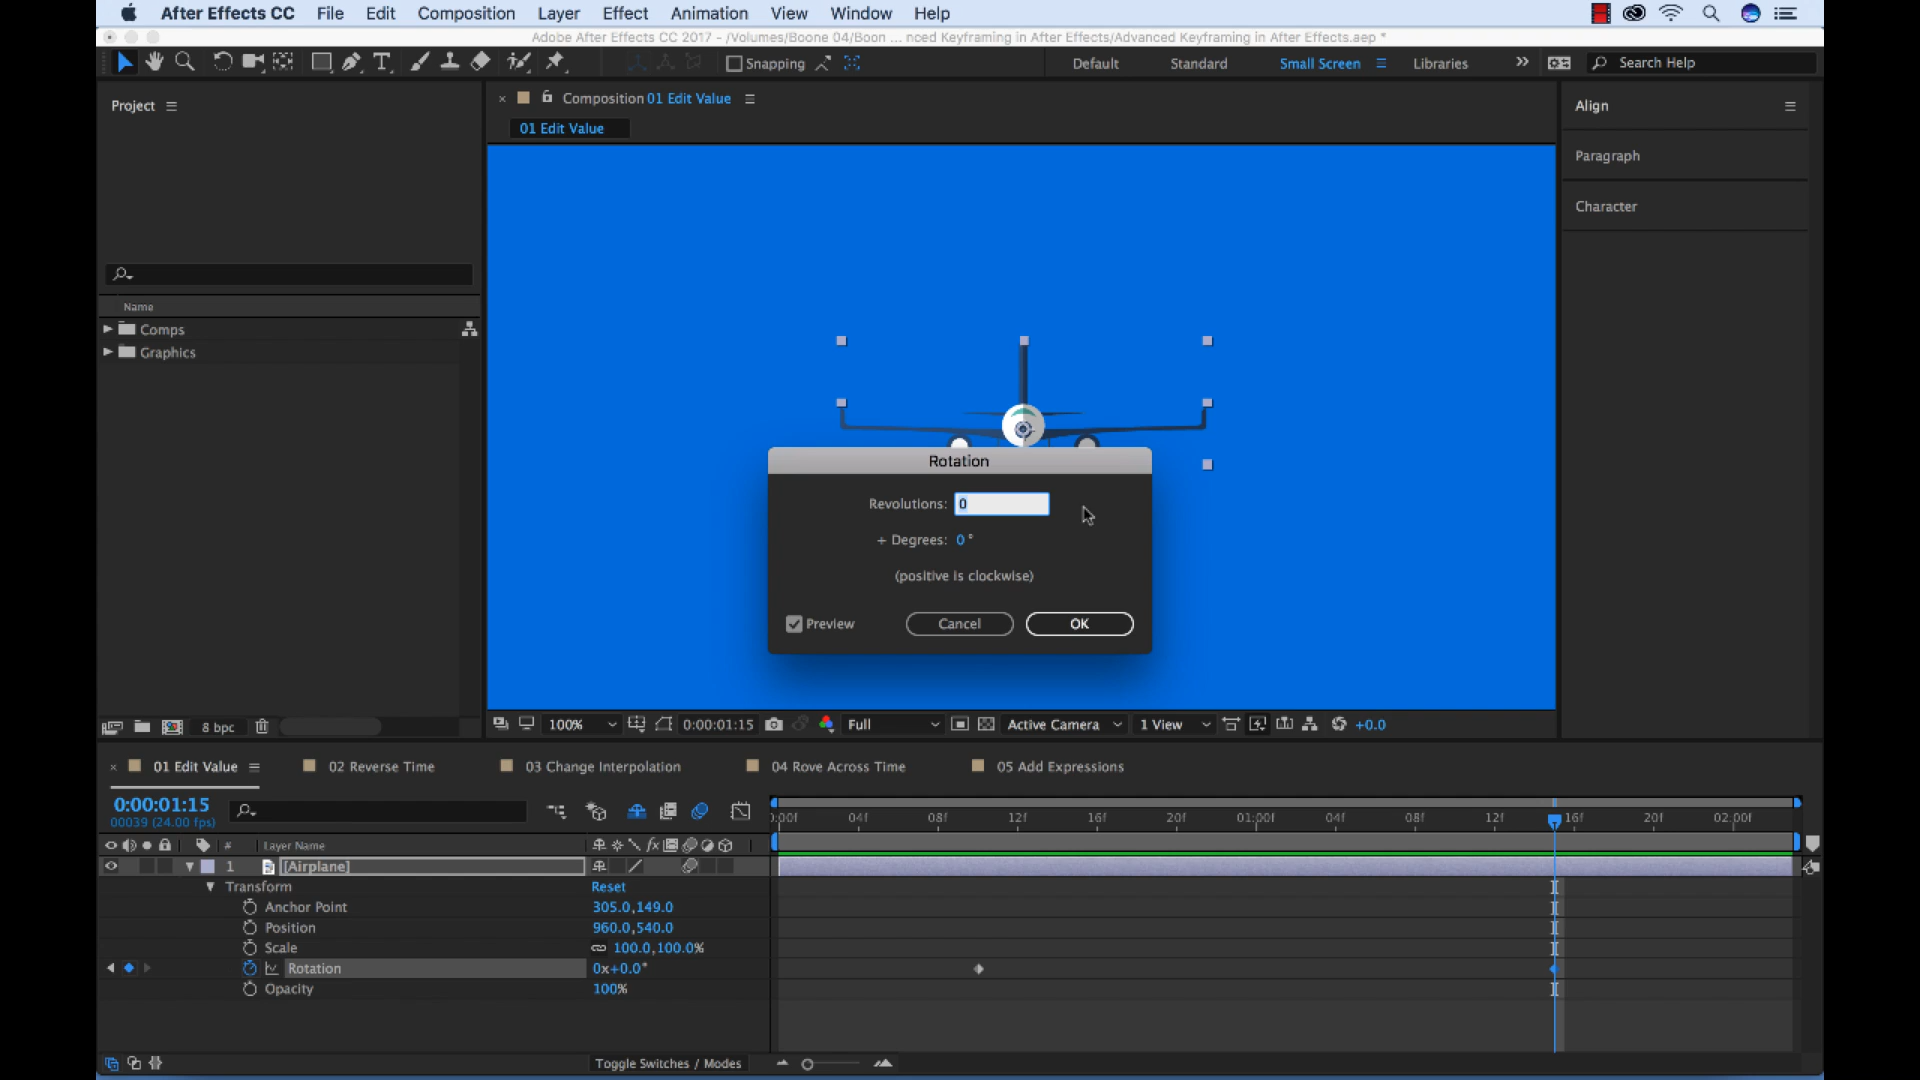 After Effects CC File Edit Composition Layer Effect Animation View Window Help
Adobe After Effects CC 2017 - /Volumes/Boone 04/Boon ... nced Keyframing in After Effects/Advanced Keyframing in After Effects.aep *
Snapping Default Standard Small Screen Libraries Search Help
Project
Composition 01 Edit Value
Align
01 Edit Value
Paragraph
Character
Name
Comps
Graphics
Rotation
Revolutions: 0
+ Degrees: 0 °
(positive is clockwise)
Preview Cancel OK
8 bpc
100% 0:00:01:15 Full Active Camera 1 View +0.0
01 Edit Value 02 Reverse Time 03 Change Interpolation 04 Rove Across Time 05 Add Expressions
0:00:01:15
00039 (24.00 fps)
:00f 04f 08f 12f 16f 20f 01:00f 04f 08f 12f 16f 20f 02:00f
# Layer Name
1 [Airplane]
Transform Reset
Anchor Point 305.0,149.0
Position 960.0,540.0
Scale 100.0,100.0%
Rotation 0x+0.0°
Opacity 100%
Toggle Switches / Modes